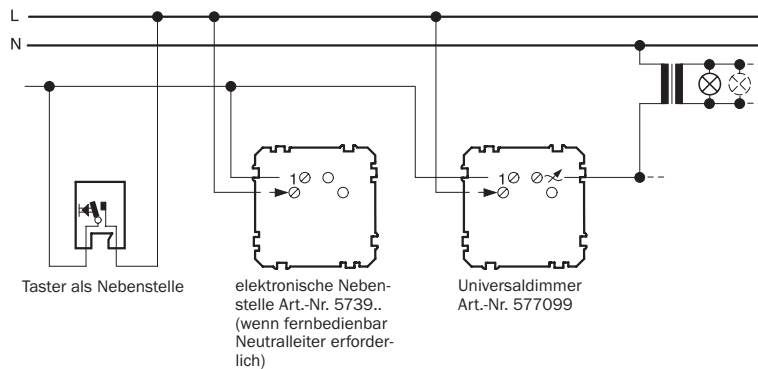 L
N
1
1
Taster als Nebenstelle
elektronische Neben-
stelle Art.-Nr. 5739..
(wenn fernbedienbar
Neutralleiter erforder-
lich)
Universaldimmer
Art.-Nr. 577099